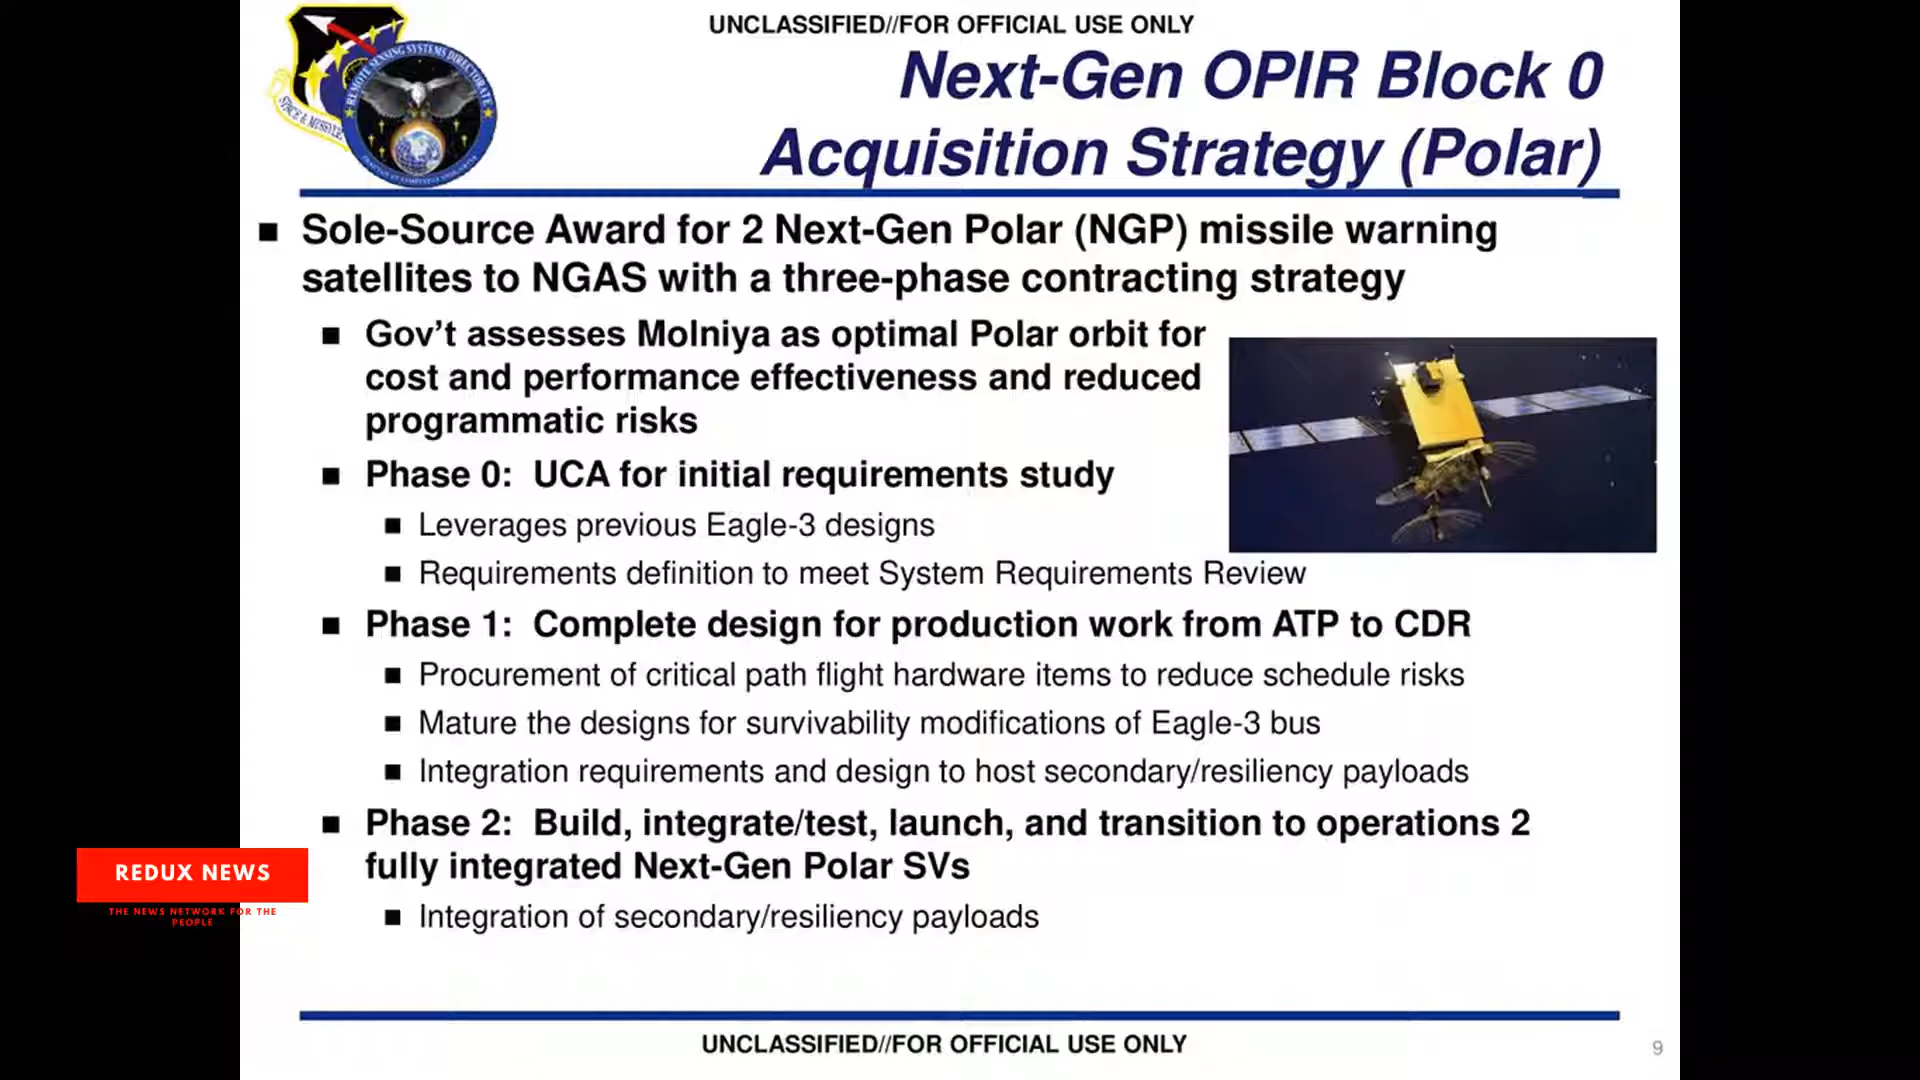 UNCLASSIFIED//FOR OFFICIAL USE ONLY
REMOTE SENSING SYSTEMS DIRECTORATE
SPACE & MISSILE
Next-Gen OPIR Block 0
Acquisition Strategy (Polar)
■ Sole-Source Award for 2 Next-Gen Polar (NGP) missile warning
satellites to NGAS with a three-phase contracting strategy
■ Gov’t assesses Molniya as optimal Polar orbit for
cost and performance effectiveness and reduced
programmatic risks
■ Phase 0: UCA for initial requirements study
■ Leverages previous Eagle-3 designs
■ Requirements definition to meet System Requirements Review
■ Phase 1: Complete design for production work from ATP to CDR
■ Procurement of critical path flight hardware items to reduce schedule risks
■ Mature the designs for survivability modifications of Eagle-3 bus
■ Integration requirements and design to host secondary/resiliency payloads
■ Phase 2: Build, integrate/test, launch, and transition to operations 2
fully integrated Next-Gen Polar SVs
■ Integration of secondary/resiliency payloads
REDUX NEWS
THE NEWS NETWORK FOR THE
PEOPLE
UNCLASSIFIED//FOR OFFICIAL USE ONLY
9